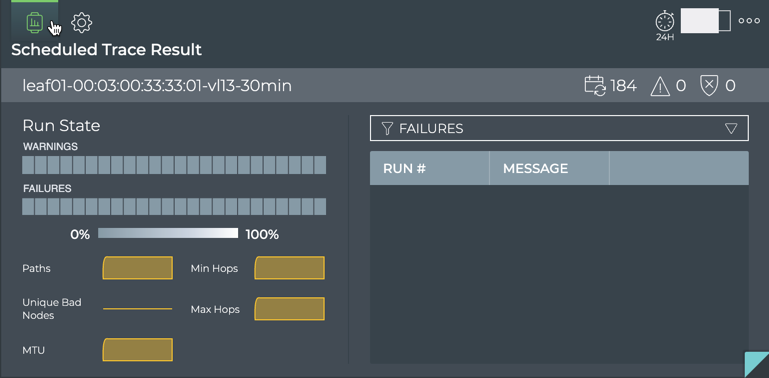 24H
Scheduled Trace Result
leaf01-00:03:00:33:33:01-vl13-30min
184
0
0
Run State
WARNINGS
FAILURES
0%
100%
Paths
Min Hops
Unique Bad
Nodes
Max Hops
MTU
FAILURES
RUN #
MESSAGE